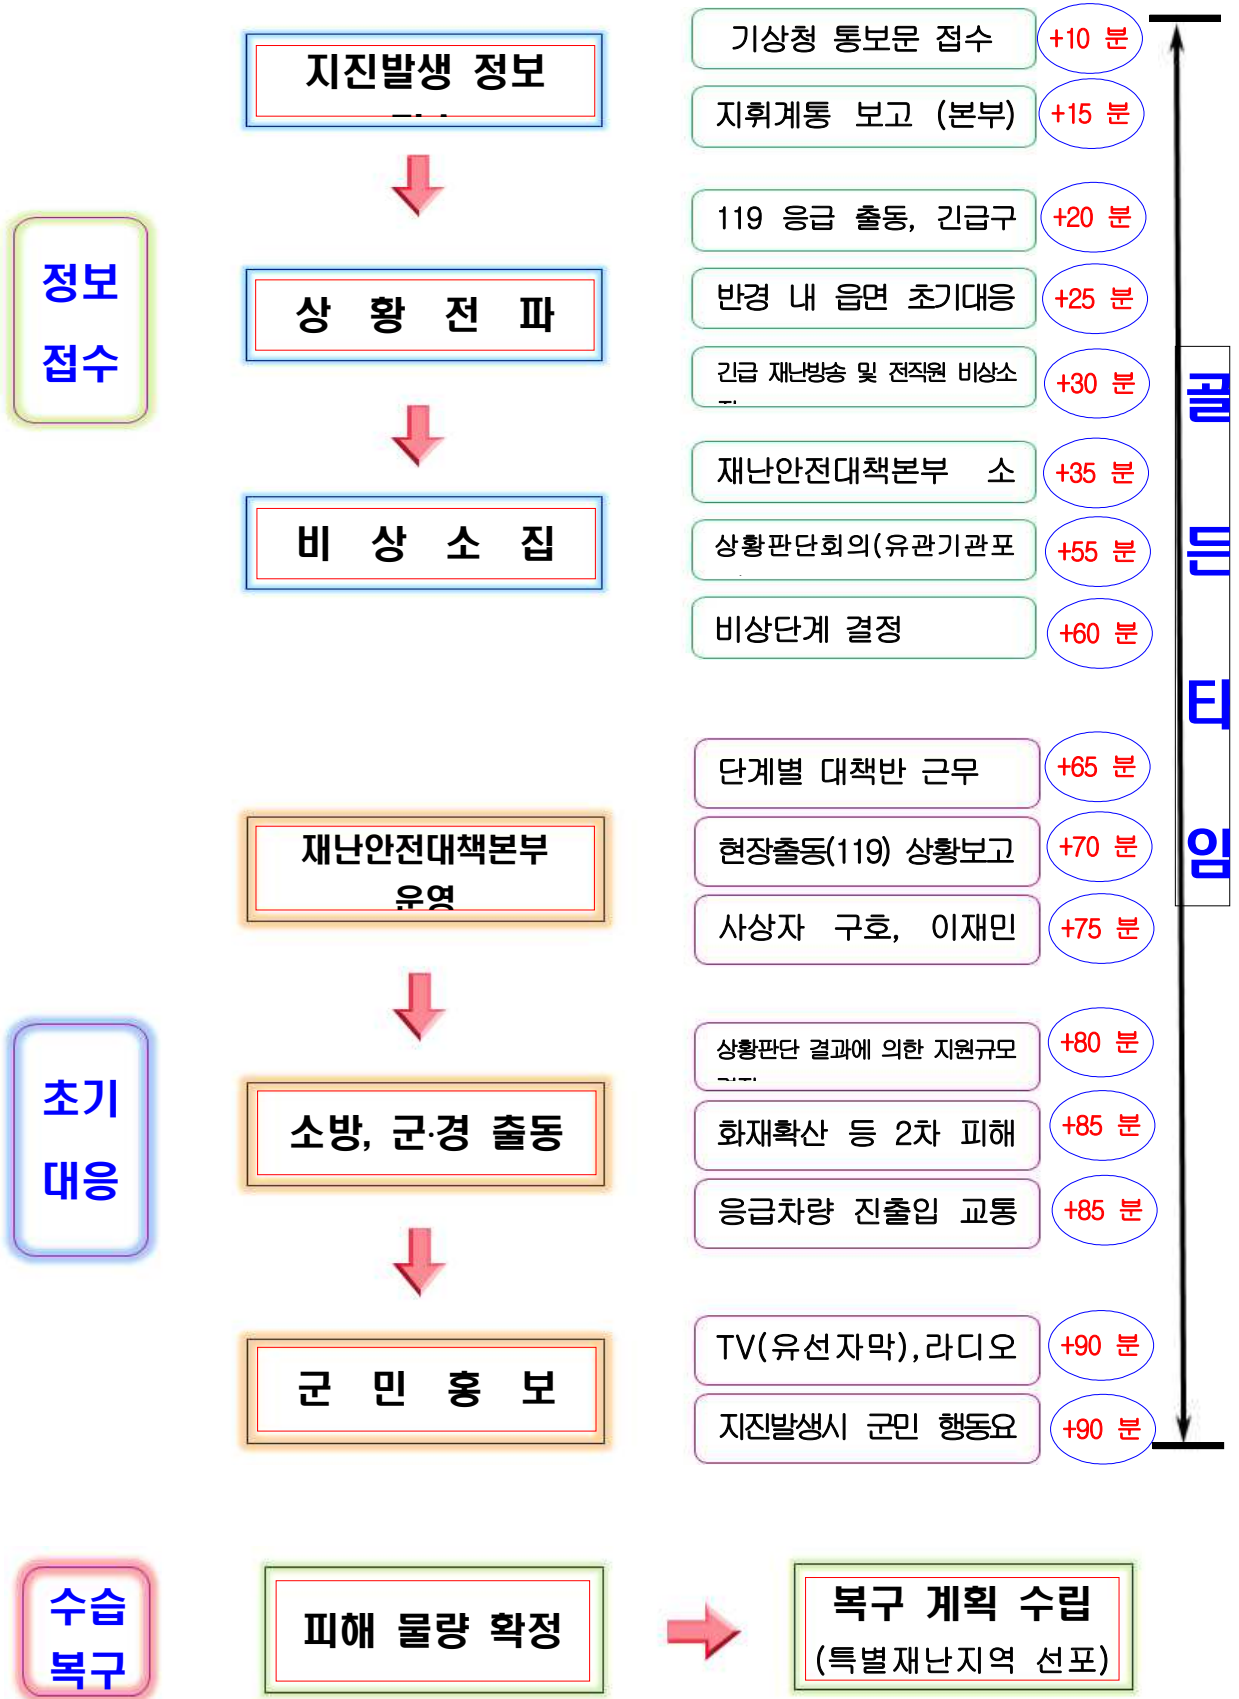 기상청 통보문 접수
+10 분
지진발생 정보
지휘계통 보고 (본부)
+15 분
119 응급 출동, 긴급구
+20 분
정보
접수
상 황 전 파
반경 내 읍면 초기대응
+25 분
긴급 재난방송 및 전직원 비상소
+30 분
비 상 소 집
재난안전대책본부 소
+35 분
상황판단회의(유관기관포
+55 분
비상단계 결정
+60 분
골
든
타
임
단계별 대책반 근무
+65 분
재난안전대책본부
운영
현장출동(119) 상황보고
+70 분
사상자 구호, 이재민
+75 분
초기
대응
소방, 군·경 출동
상황판단 결과에 의한 지원규모
+80 분
화재확산 등 2차 피해
+85 분
응급차량 진출입 교통
+85 분
군 민 홍 보
TV(유선자막),라디오
+90 분
지진발생시 군민 행동요
+90 분
수습
복구
피해 물량 확정
복구 계획 수립
(특별재난지역 선포)